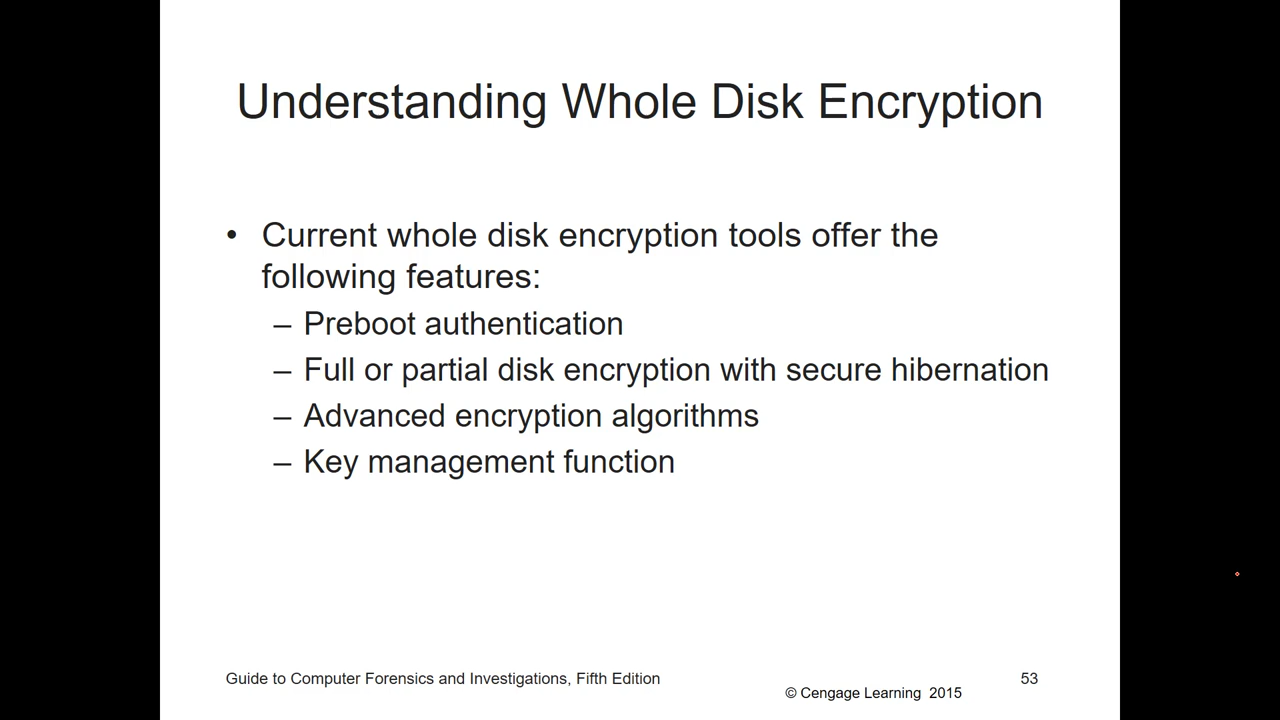 Understanding Whole Disk Encryption
• Current whole disk encryption tools offer the
following features:
– Preboot authentication
– Full or partial disk encryption with secure hibernation
– Advanced encryption algorithms
– Key management function
Guide to Computer Forensics and Investigations, Fifth Edition
53
© Cengage Learning 2015